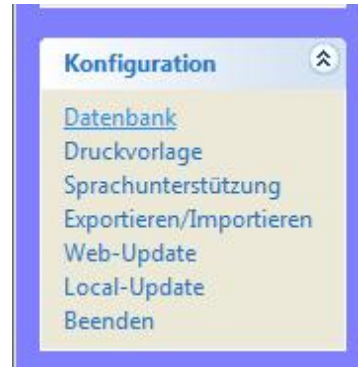 Konfiguration
Datenbank
Druckvorlage
Sprachunterstützung
Exportieren/Importieren
Web-Update
Local-Update
Beenden